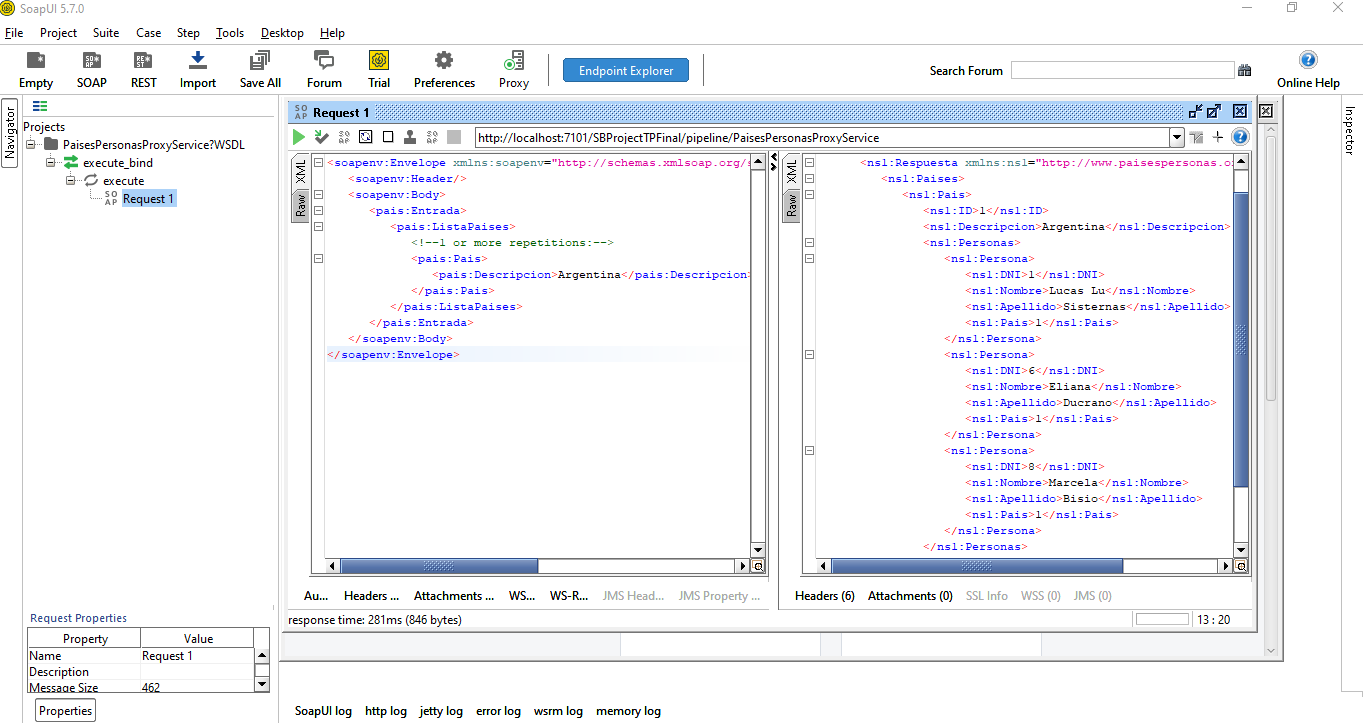 SoapUI 5.7.0
File Project Suite Case Step Tools Desktop Help
Empty SOAP REST Import Save All Forum Trial Preferences Proxy Endpoint Explorer Search Forum Online Help
Navigator
Projects
PaisesPersonasProxyService?WSDL
execute_bind
execute
SO AP Request 1
Request Properties
Property Value
Name Request 1
Description
Message Size 462
Properties
SO AP Request 1
http://localhost:7101/SBProjectTPFinal/pipeline/PaisesPersonasProxyService
XML
Raw
<soapenv:Envelope xmlns:soapenv="http://schemas.xmlsoap.org/s
<soapenv:Header/>
<soapenv:Body>
<pais:Entrada>
<pais:ListaPaises>
<!--1 or more repetitions:-->
<pais:Pais>
<pais:Descripcion>Argentina</pais:Descripcion>
</pais:Pais>
</pais:ListaPaises>
</pais:Entrada>
</soapenv:Body>
</soapenv:Envelope>
Au... Headers ... Attachments ... WS... WS-R... JMS Head... JMS Property ...
XML
Raw
<ns1:Respuesta xmlns:ns1="http://www.paisespersonas.o
<ns1:Paises>
<ns1:Pais>
<ns1:ID>1</ns1:ID>
<ns1:Descripcion>Argentina</ns1:Descripcion>
<ns1:Personas>
<ns1:Persona>
<ns1:DNI>1</ns1:DNI>
<ns1:Nombre>Lucas Lu</ns1:Nombre>
<ns1:Apellido>Sisternas</ns1:Apellido>
<ns1:Pais>1</ns1:Pais>
</ns1:Persona>
<ns1:Persona>
<ns1:DNI>6</ns1:DNI>
<ns1:Nombre>Eliana</ns1:Nombre>
<ns1:Apellido>Ducrano</ns1:Apellido>
<ns1:Pais>1</ns1:Pais>
</ns1:Persona>
<ns1:Persona>
<ns1:DNI>8</ns1:DNI>
<ns1:Nombre>Marcela</ns1:Nombre>
<ns1:Apellido>Bisio</ns1:Apellido>
<ns1:Pais>1</ns1:Pais>
</ns1:Persona>
</ns1:Personas>
Headers (6) Attachments (0) SSL Info WSS (0) JMS (0)
response time: 281ms (846 bytes)
13 : 20
Inspector
SoapUI log http log jetty log error log wsrm log memory log